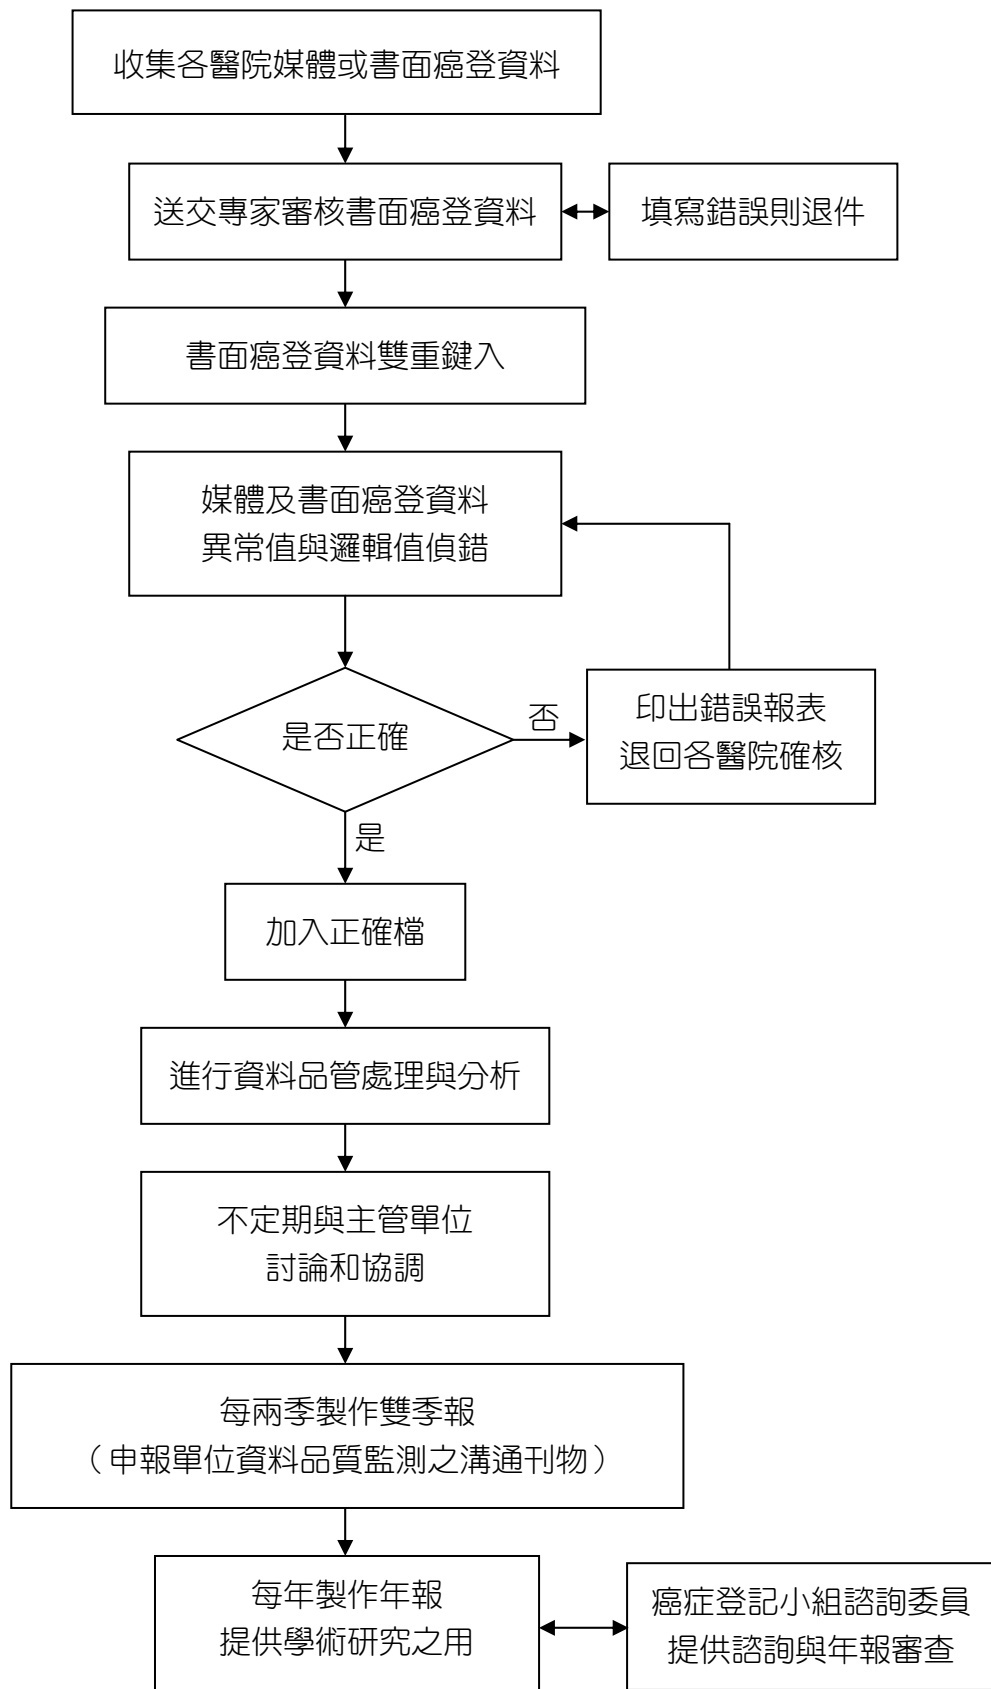 收集各醫院媒體或書面癌登資料
送交專家審核書面癌登資料
填寫錯誤則退件
書面癌登資料雙重鍵入
媒體及書面癌登資料
異常值與邏輯值偵錯
是否正確
否
印出錯誤報表
退回各醫院確核
是
加入正確檔
進行資料品管處理與分析
不定期與主管單位
討論和協調
每兩季製作雙季報
（申報單位資料品質監測之溝通刊物）
每年製作年報
提供學術研究之用
癌症登記小組諮詢委員
提供諮詢與年報審查